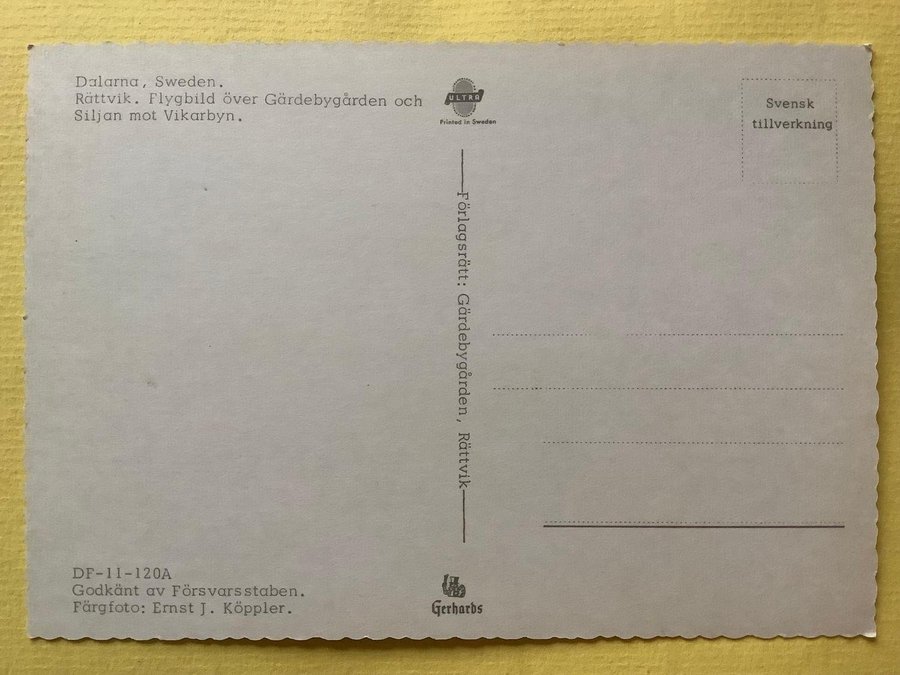 Dalarna, Sweden.
Rättvik. Flygbild över Gärdebygården och
Siljan mot Vikarbyn.
ULTRA
Printed in Sweden
Svensk
tillverkning
Förlagsrätt: Gärdebygården, Rättvik
DF-11-120A
Godkänt av Försvarsstaben.
Färgfoto: Ernst J. Köppler.
Gerhards